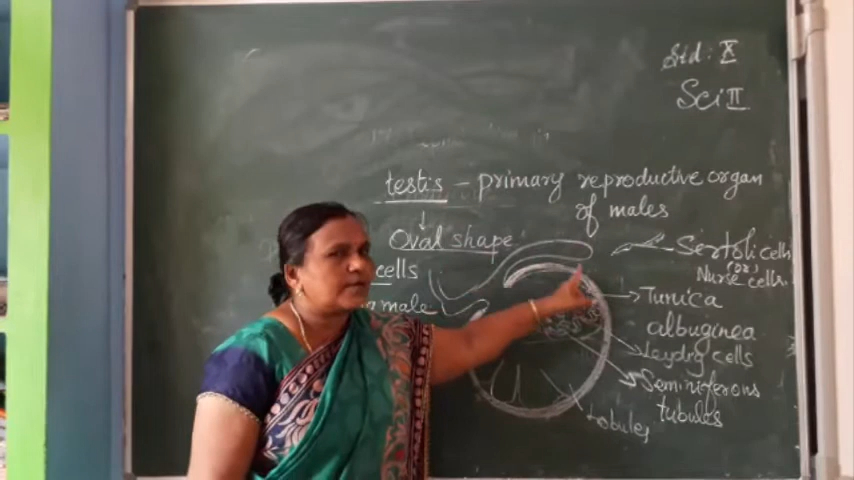 Std: X
Sci II
testis - primary reproductive organ
of males
Oval shape
Sertoli cells
(or)
Nurse cells.
cells
male
Tunica
albuginea
Leydig cells
Seminiferous
tubules
Lobules